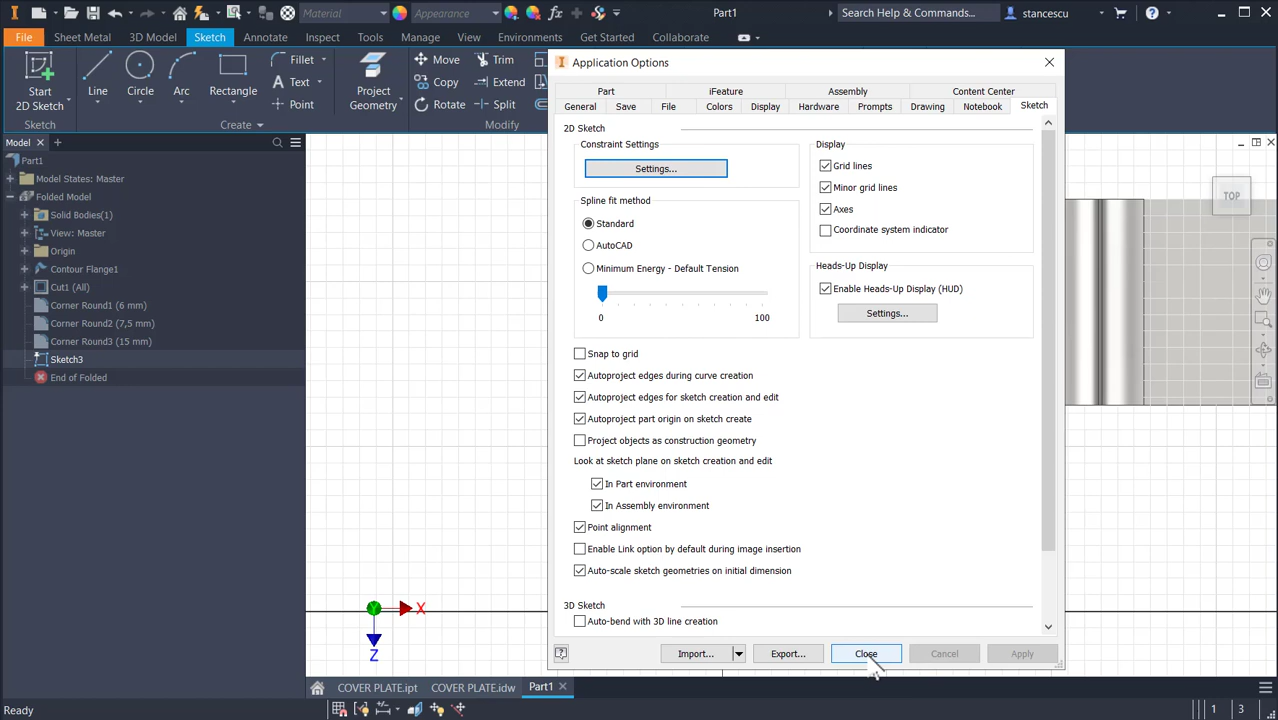 Material
Appearance
Part1
Search Help & Commands...
stancescu
File
Sheet Metal
3D Model
Sketch
Annotate
Inspect
Tools
Manage
View
Environments
Get Started
Collaborate
Start
2D Sketch
Line
Circle
Arc
Rectangle
Fillet
Text
Point
Project
Geometry
Move
Copy
Rotate
Trim
Extend
Split
Sketch
Create
Modify
Model
Part1
Model States: Master
Folded Model
Solid Bodies(1)
View: Master
Origin
Contour Flange1
Cut1 (All)
Corner Round1 (6 mm)
Corner Round2 (7,5 mm)
Corner Round3 (15 mm)
Sketch3
End of Folded
Application Options
Part
iFeature
Assembly
Content Center
General
Save
File
Colors
Display
Hardware
Prompts
Drawing
Notebook
Sketch
2D Sketch
Constraint Settings
Settings...
Spline fit method
Standard
AutoCAD
Minimum Energy - Default Tension
0
100
Display
Grid lines
Minor grid lines
Axes
Coordinate system indicator
Heads-Up Display
Enable Heads-Up Display (HUD)
Settings...
Snap to grid
Autoproject edges during curve creation
Autoproject edges for sketch creation and edit
Autoproject part origin on sketch create
Project objects as construction geometry
Look at sketch plane on sketch creation and edit
In Part environment
In Assembly environment
Point alignment
Enable Link option by default during image insertion
Auto-scale sketch geometries on initial dimension
3D Sketch
Auto-bend with 3D line creation
Import...
Export...
Close
Cancel
Apply
TOP
Y
X
Z
COVER PLATE.ipt
COVER PLATE.idw
Part1
Ready
1
3